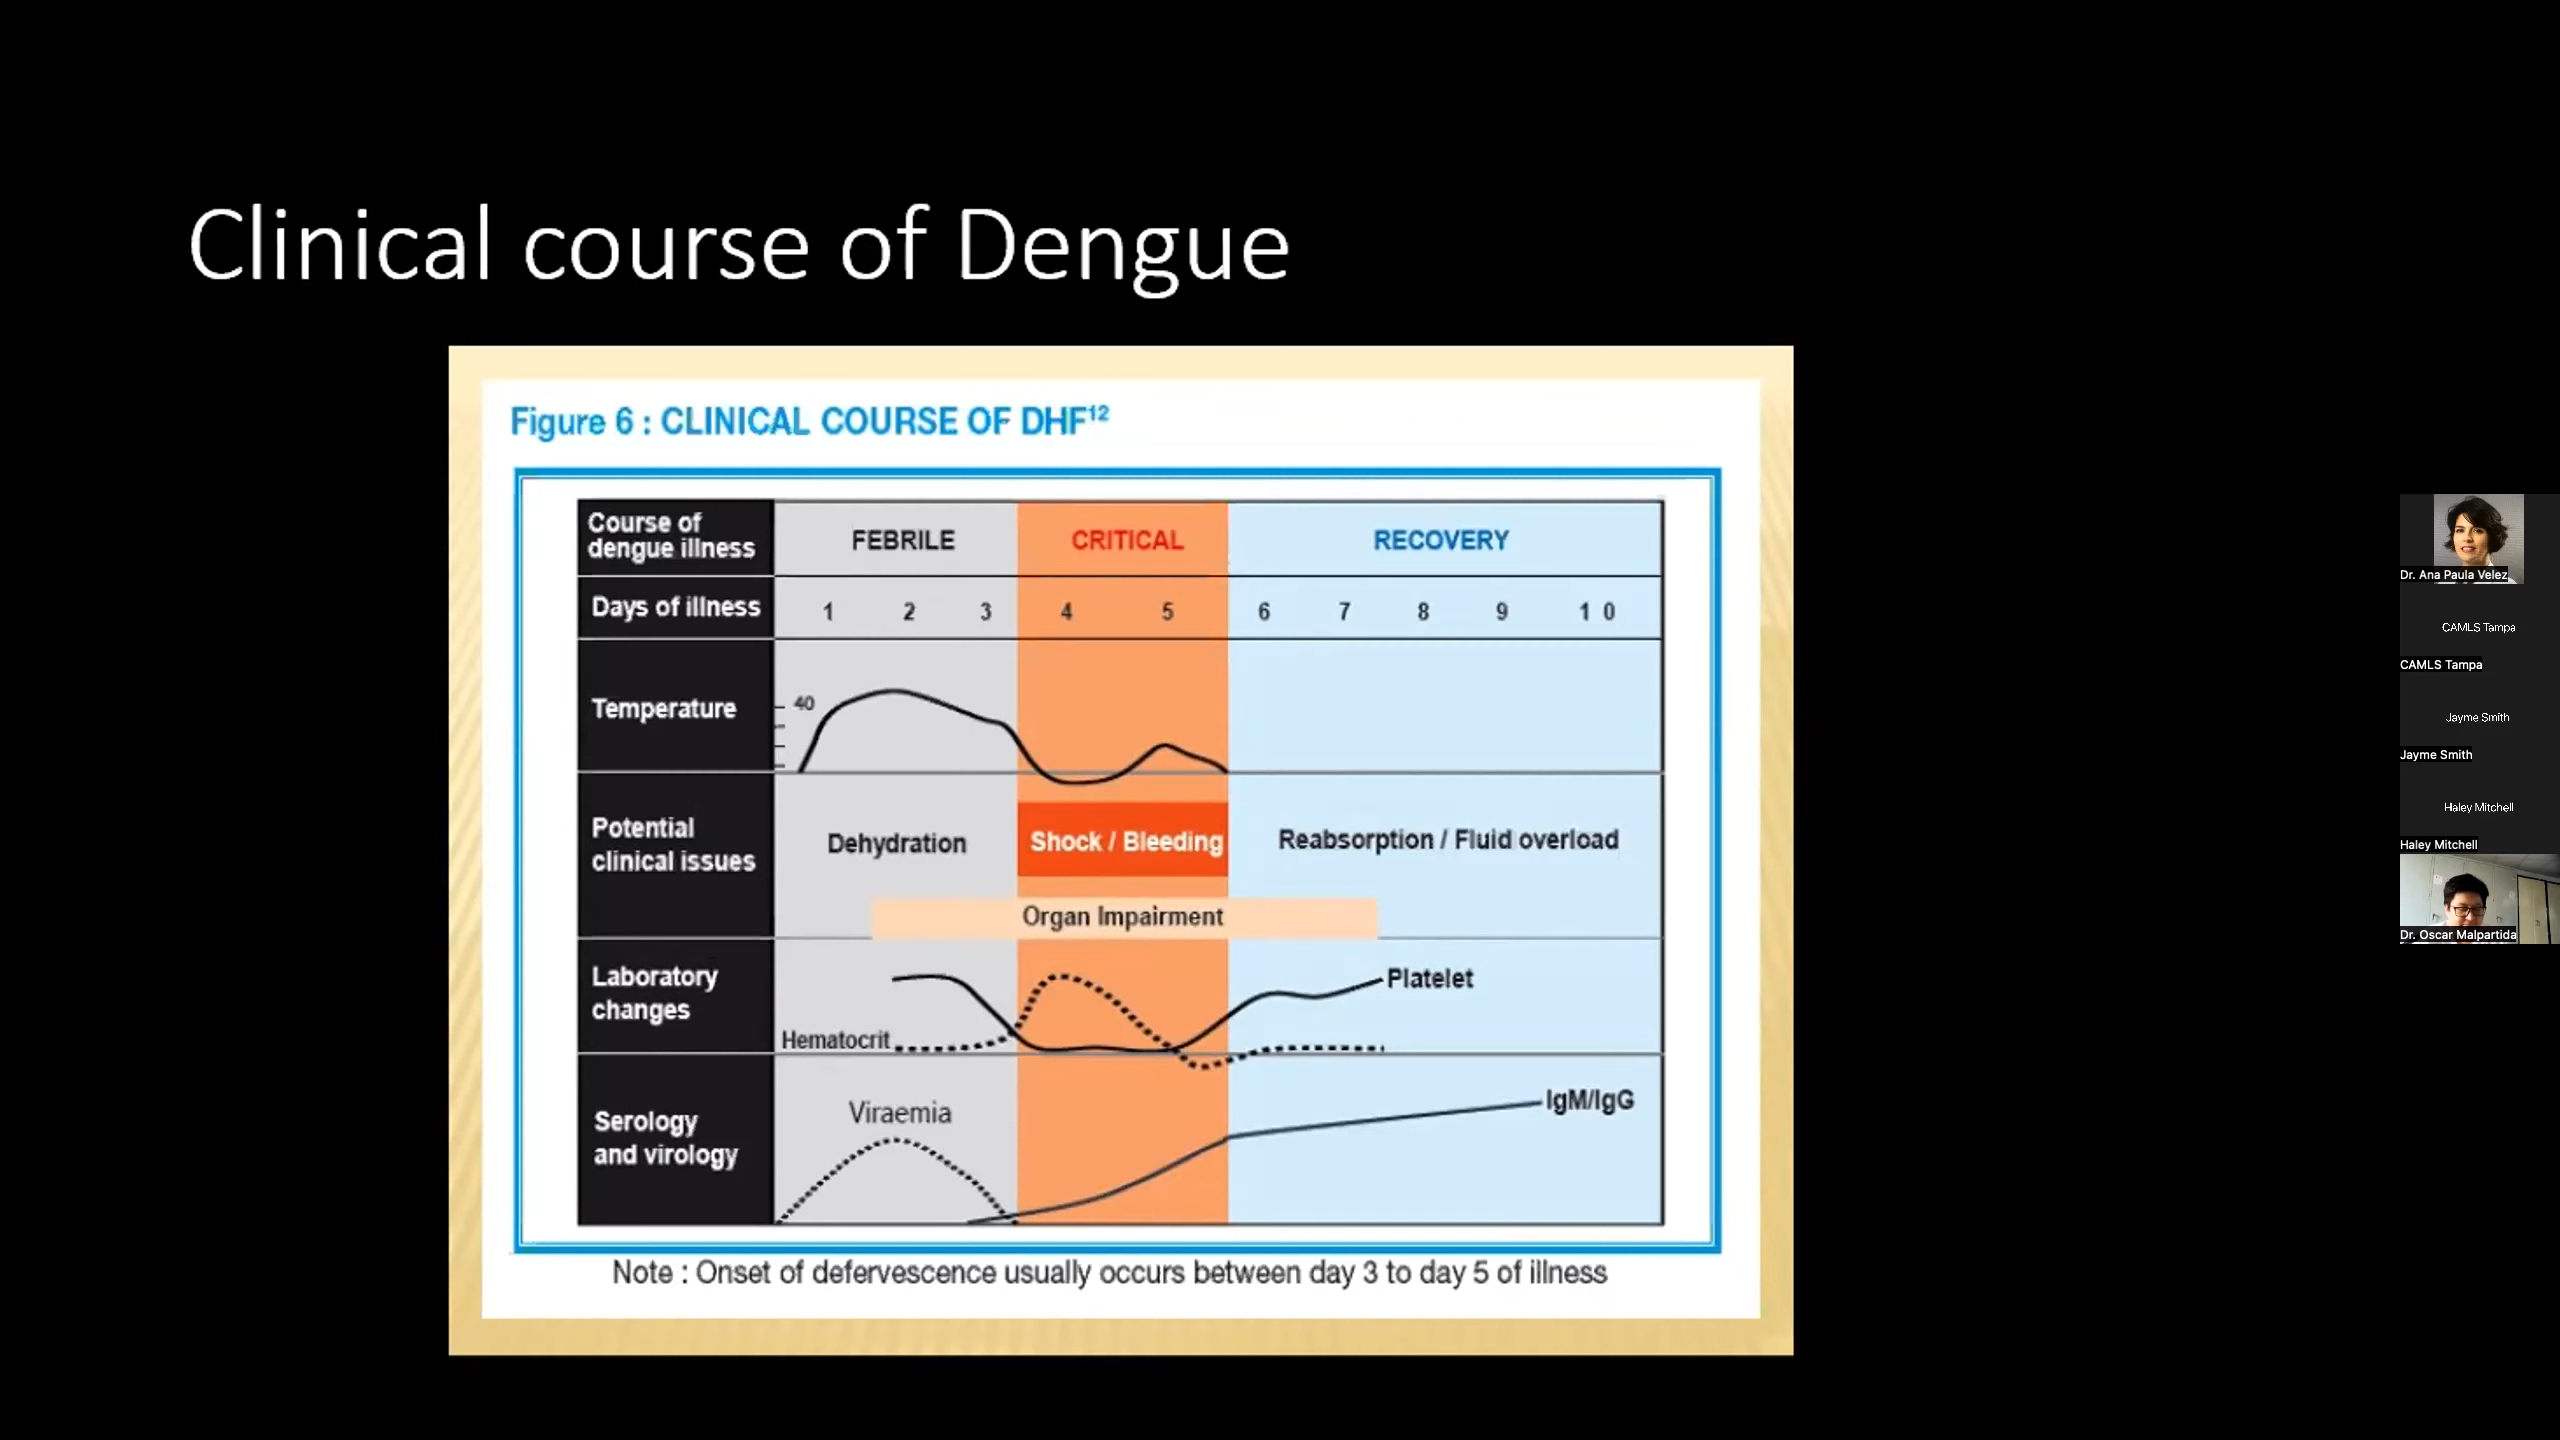 Clinical course of Dengue
Figure 6 : CLINICAL COURSE OF DHF12
Course of
dengue illness
FEBRILE
CRITICAL
RECOVERY
Days of illness
1 2 3 4 5 6 7 8 9 1 0
Temperature
40
Potential
clinical issues
Dehydration
Shock / Bleeding
Reabsorption / Fluid overload
Organ Impairment
Laboratory
changes
Platelet
Hematocrit
Serology
and virology
Viraemia
IgM/IgG
Note : Onset of defervescence usually occurs between day 3 to day 5 of illness
Dr. Ana Paula Velez
CAMLS Tampa
CAMLS Tampa
Jayme Smith
Jayme Smith
Haley Mitchell
Haley Mitchell
Dr. Oscar Malpartida